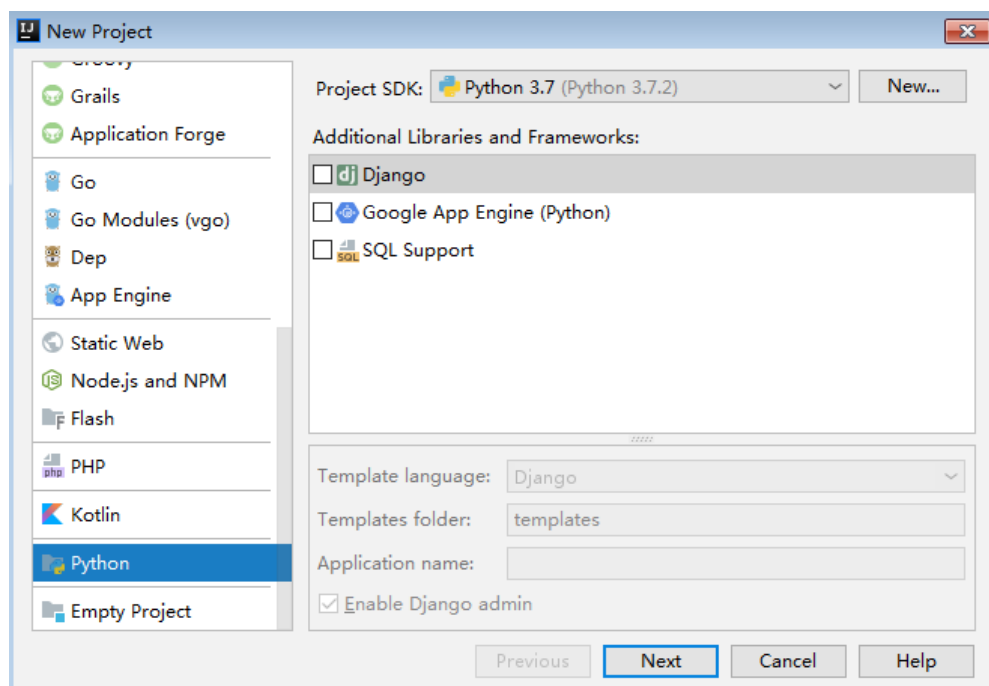 New Project
Groovy
Grails
Application Forge
Go
Go Modules (vgo)
Dep
App Engine
Static Web
Node.js and NPM
Flash
PHP
Kotlin
Python
Empty Project
Project SDK: Python 3.7 (Python 3.7.2) New...
Additional Libraries and Frameworks:
Django
Google App Engine (Python)
SQL Support
Template language: Django
Templates folder: templates
Application name:
Enable Django admin
Previous Next Cancel Help